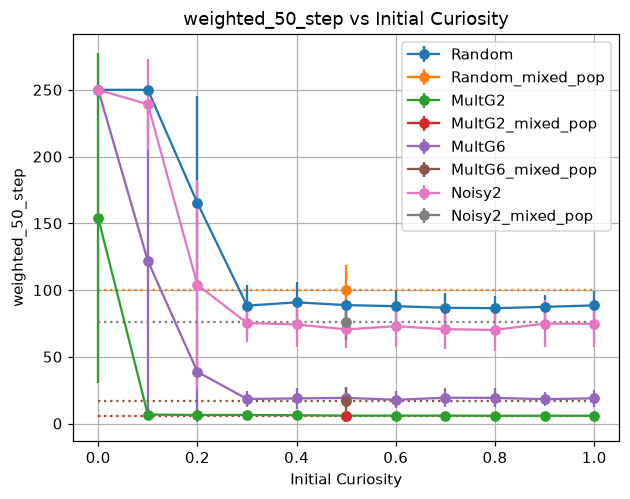 weighted_50_step vs Initial Curiosity
Random
Random_mixed_pop
MultG2
MultG2_mixed_pop
MultG6
MultG6_mixed_pop
Noisy2
Noisy2_mixed_pop
weighted_50_step
250
200
150
100
50
0
0.0 0.2 0.4 0.6 0.8 1.0
Initial Curiosity